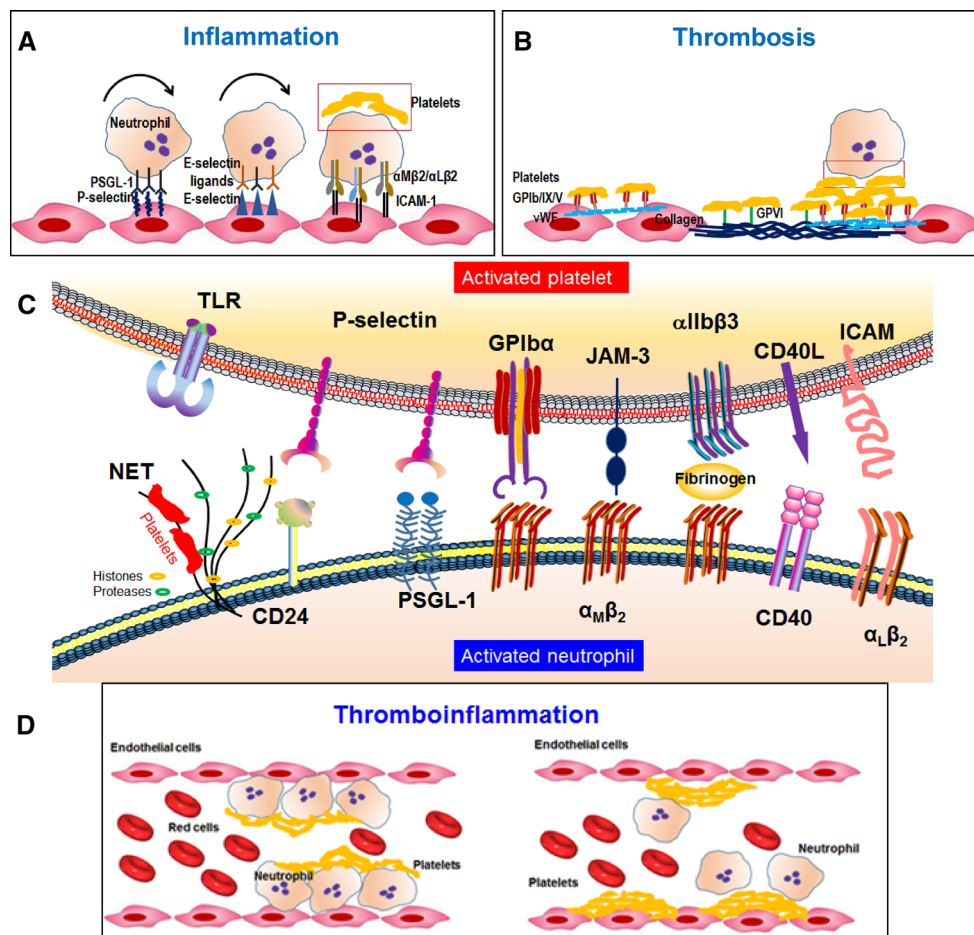 A
Inflammation
Neutrophil
Platelets
PSGL-1
P-selectin
E-selectin
ligands
E-selectin
αMβ2/αLβ2
ICAM-1
B
Thrombosis
Platelets
GPIb/IX/V
vWF
Collagen
GPVI
C
Activated platelet
TLR
P-selectin
GPIbα
JAM-3
αIIbβ3
CD40L
ICAM
NET
Platelets
Fibrinogen
Histones
Proteases
CD24
PSGL-1
αMβ2
CD40
αLβ2
Activated neutrophil
D
Thromboinflammation
Endothelial cells
Red cells
Neutrophil
Platelets
Endothelial cells
Neutrophil
Platelets